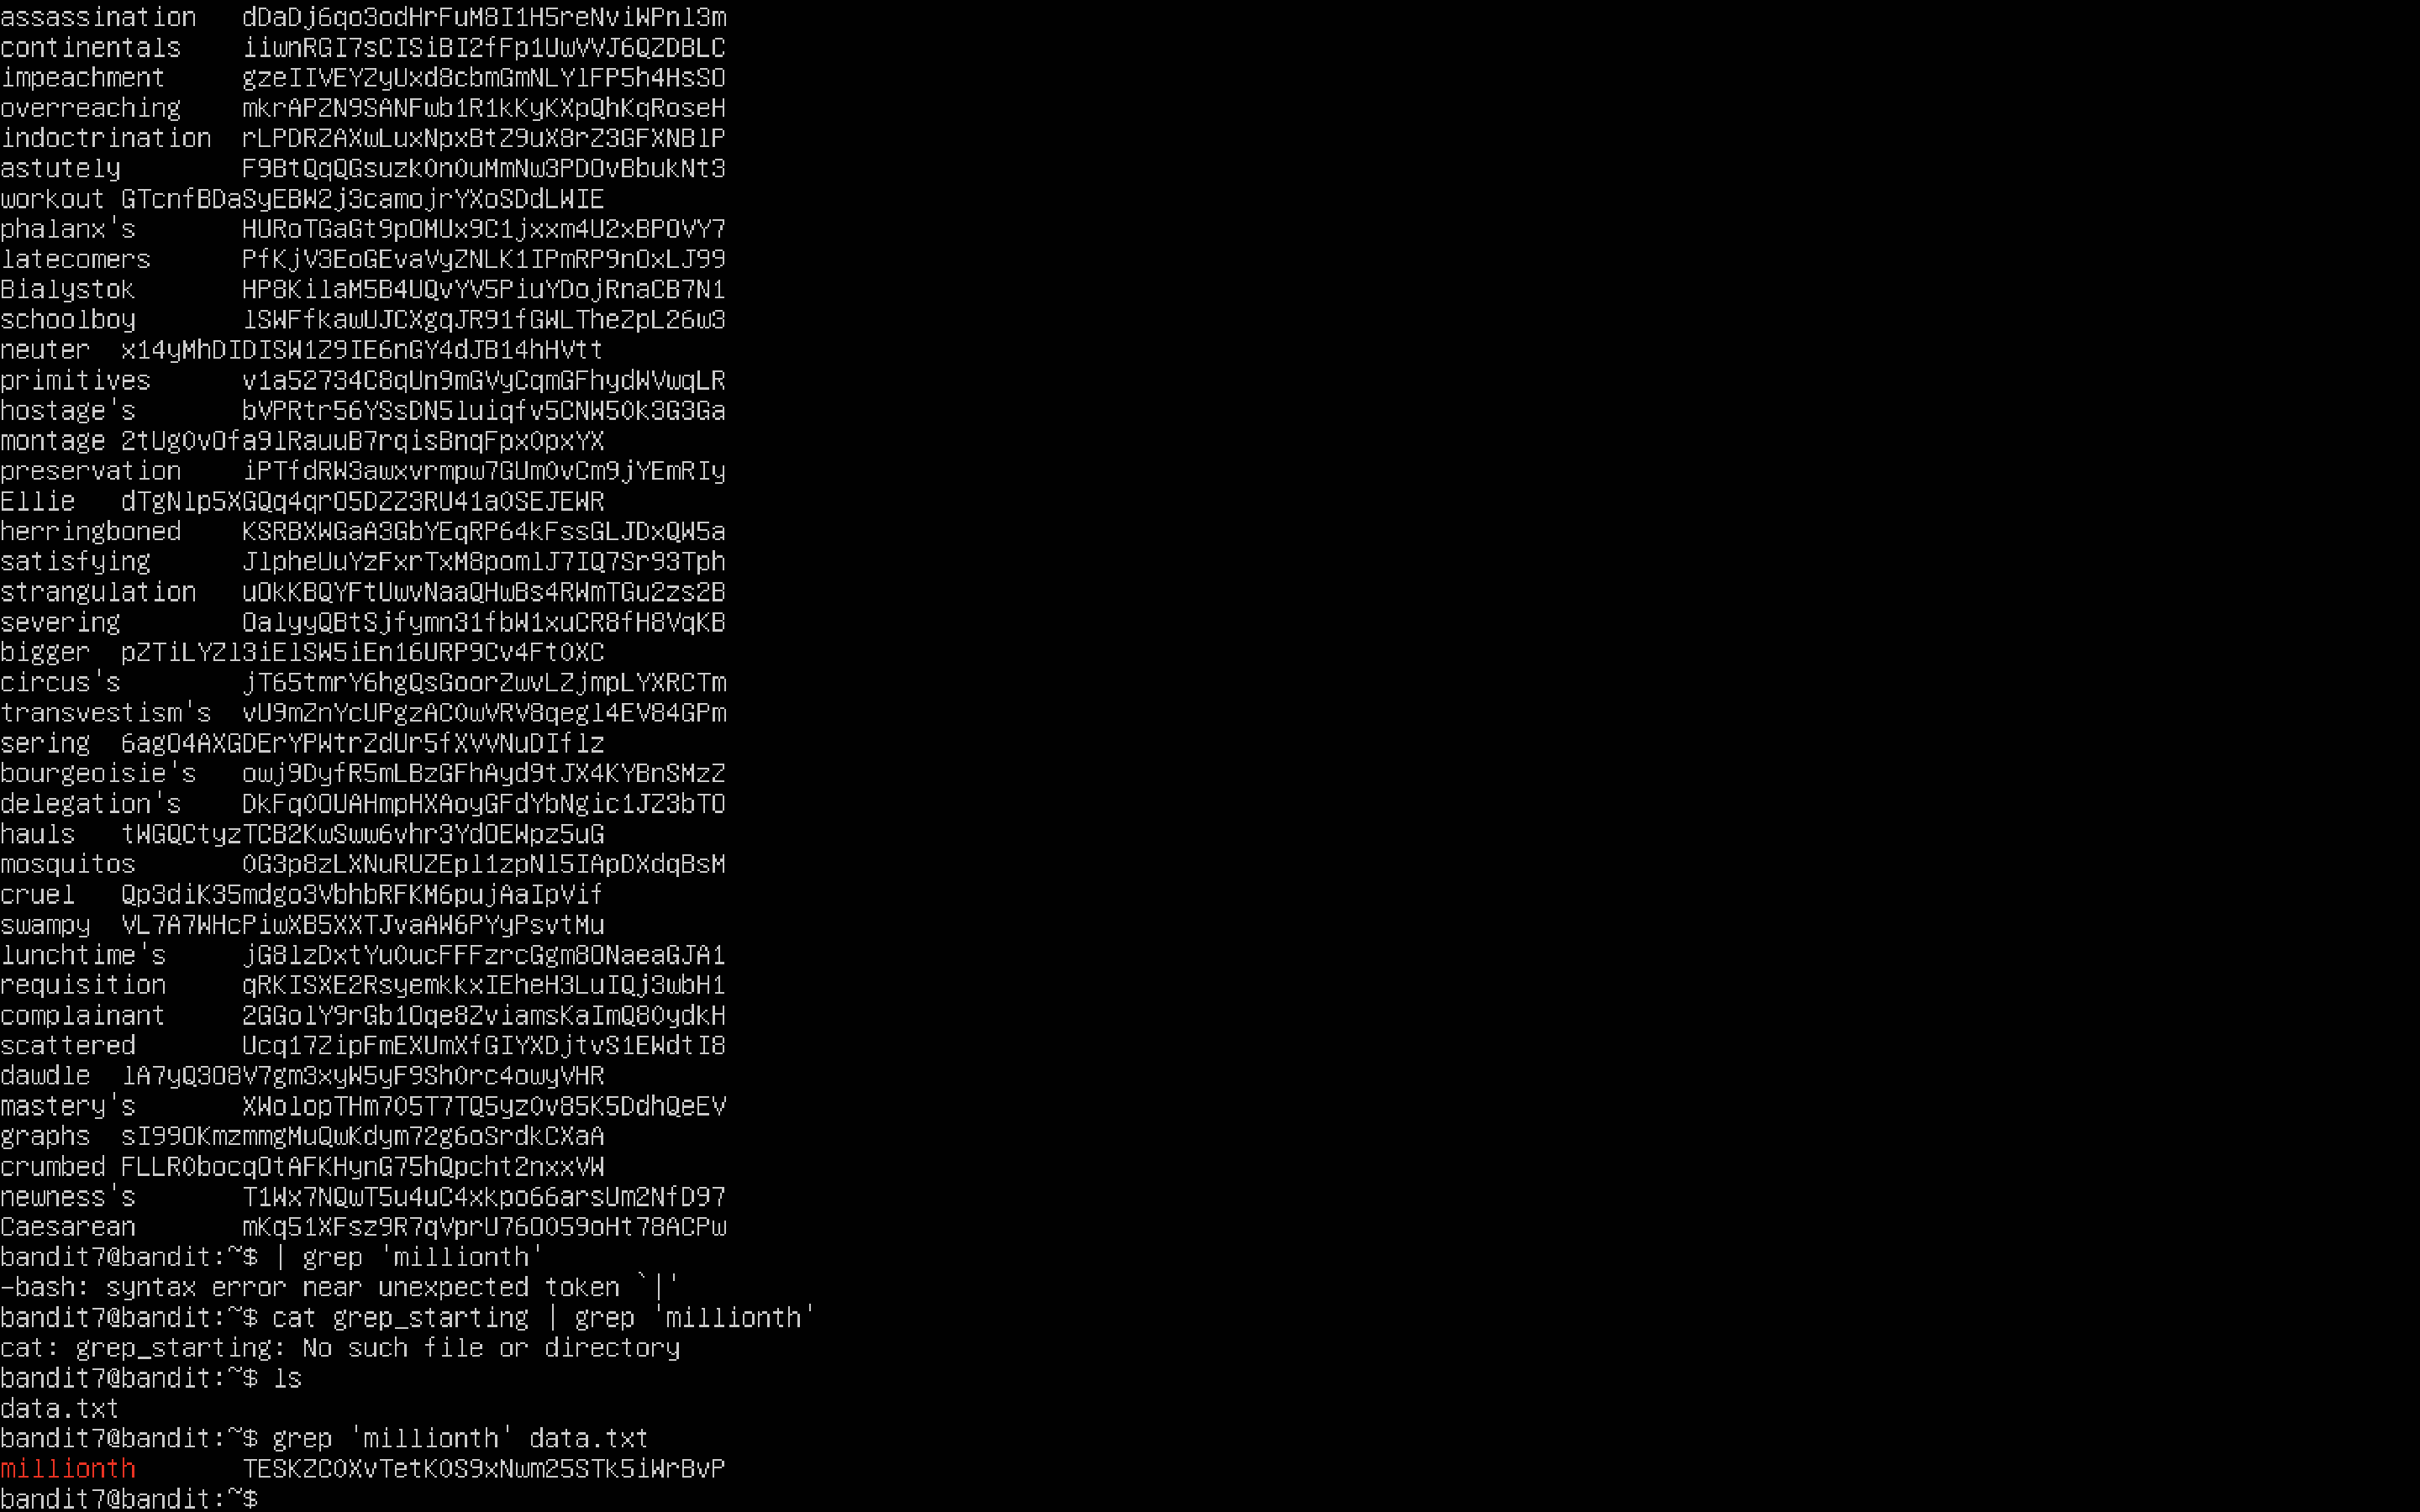 assassination   dDaDj6qo3odHrFuM8I1H5reNviWPnl3m
continentals    iiwnRGI7sCISiBI2fFp1UwVVJ6QZDBLC
impeachment     gzeIIVEYZyUxd8cbmGmNLYlFP5h4HsSO
overreaching    mkrAPZN9SANFwb1R1kKyKXpQhKqRoseH
indoctrination  rLPDRZAXwLuxNpxBtZ9uX8rZ3GFXNBlP
astutely        F9BtQqQGsuzk0n0uMmNw3PDOvBbukNt3
workout GTcnfBDaSyEBW2j3camojrYXoSDdLWIE
phalanx's       HURoTGaGt9pOMUx9C1jxxm4U2xBPOVY7
latecomers      PfKjV3EoGEvaVyZNLK1IPmRP9nOxLJ99
Bialystok       HP8KilaM5B4UQvYV5PiuYDojRnaCB7N1
schoolboy       lSWFfkawUJCXgqJR91fGWLTheZpL26w3
neuter  x14yMhDIDISW1Z9IE6nGY4dJB14hHVtt
primitives      v1a52734C8qUn9mGVyCqmGFhydWVwqLR
hostage's       bVPRtr56YSsDN5luiqfv5CNW5Ok3G3Ga
montage 2tUgOvOfa9lRauuB7rqisBnqFpxOpxYX
preservation    iPTfdRW3awxvrmpw7GUmOvCm9jYEmRIy
Ellie   dTgNlp5XGQq4qrO5DZZ3RU41aOSEJEWR
herringboned    KSRBXWGaA3GbYEqRP64kFssGLJDxQW5a
satisfying      JlpheUuYzFxrTxM8pomlJ7IQ7Sr93Tph
strangulation   uOkKBQYFtUwvNaaQHwBs4RWmTGu2zs2B
severing        OalyyQBtSjfymn31fbW1xuCR8fH8VqKB
bigger  pZTiLYZl3iElSW5iEn16URP9Cv4FtOXC
circus's        jT65tmrY6hgQsGoorZwvLZjmpLYXRCTm
transvestism's  vU9mZnYcUPgzACOwVRV8qegl4EV84GPm
sering  6agO4AXGDErYPWtrZdUr5fXVVNuDIflz
bourgeoisie's   owj9DyfR5mLBzGFhAyd9tJX4KYBnSMzZ
delegation's    DkFqOOUAHmpHXAoyGFdYbNgic1JZ3bTO
hauls   tWGQCtyzTCB2KwSww6vhr3YdOEWpz5uG
mosquitos       OG3p8zLXNuRUZEpl1zpNl5IApDXdqBsM
cruel   Qp3diK35mdgo3VbhbRFKM6pujAaIpVif
swampy  VL7A7WHcPiwXB5XXTJvaAW6PYyPsvtMu
lunchtime's     jG8lzDxtYuOucFFFzrcGgm8ONaeaGJA1
requisition     qRKISXE2RsyemkkxIEheH3LuIQj3wbH1
complainant     2GGolY9rGb1Oqe8ZviamsKaImQ8OydkH
scattered       Ucq17ZipFmEXUmXfGIYXDjtvS1EWdtI8
dawdle  lA7yQ3O8V7gm3xyW5yF9ShOrc4owyVHR
mastery's       XWolopTHm7O5T7TQ5yzOv85K5DdhQeEV
graphs  sI99OKmzmmgMuQwKdym72g6oSrdkCXaA
crumbed FLLRObocqOtAFKHynG75hQpcht2nxxVW
newness's       T1Wx7NQwT5u4uC4xkpo66arsUm2NfD97
Caesarean       mKq51XFsz9R7qVprU76OO59oHt78ACPw
bandit7@bandit:~$ | grep 'millionth'
-bash: syntax error near unexpected token `|'
bandit7@bandit:~$ cat grep_starting | grep 'millionth'
cat: grep_starting: No such file or directory
bandit7@bandit:~$ ls
data.txt
bandit7@bandit:~$ grep 'millionth' data.txt
millionth       TESKZCOXvTetKOS9xNwm25STk5iWrBvP
bandit7@bandit:~$